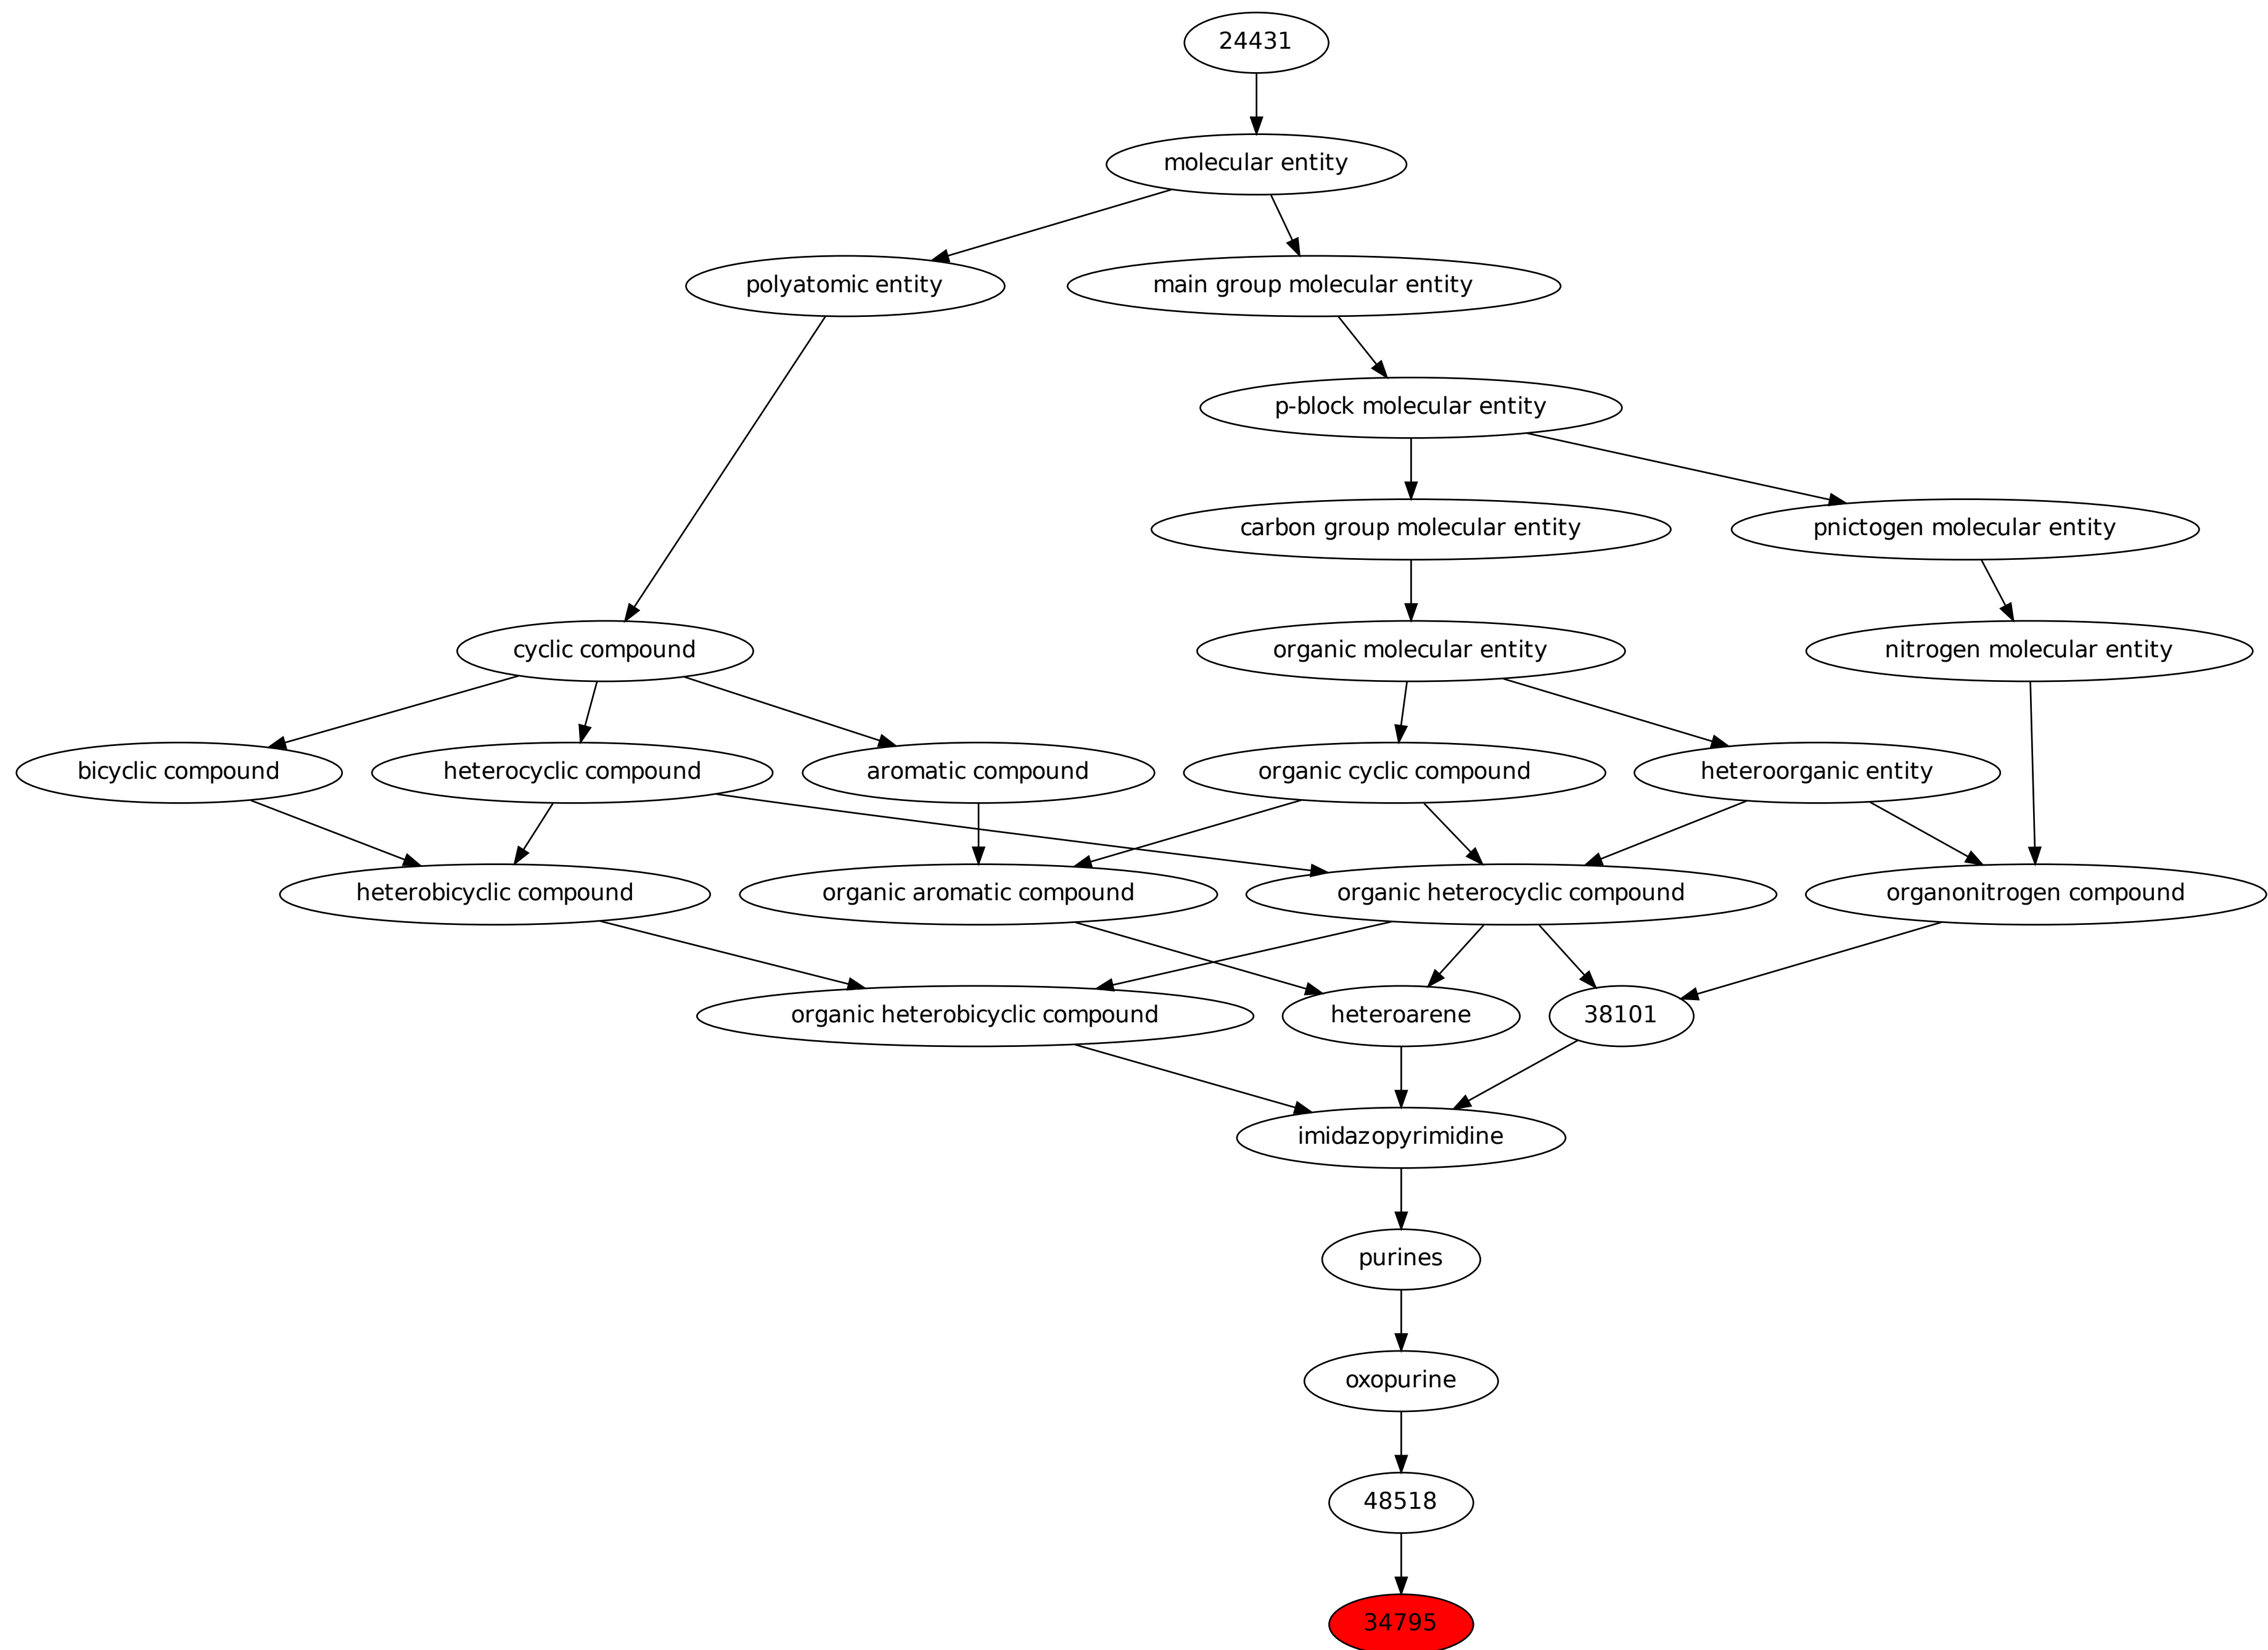 24431
molecular entity
polyatomic entity
main group molecular entity
p-block molecular entity
carbon group molecular entity
pnictogen molecular entity
cyclic compound
organic molecular entity
nitrogen molecular entity
bicyclic compound
heterocyclic compound
aromatic compound
organic cyclic compound
heteroorganic entity
heterobicyclic compound
organic aromatic compound
organic heterocyclic compound
organonitrogen compound
organic heterobicyclic compound
heteroarene
38101
imidazopyrimidine
purines
oxopurine
48518
34795